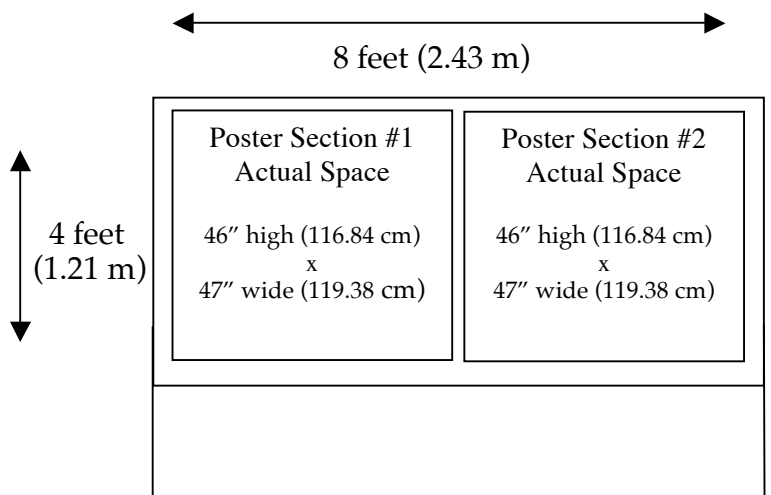 8 feet (2.43 m)
Poster Section #1
Actual Space
46” high (116.84 cm)
x
47” wide (119.38 cm)
Poster Section #2
Actual Space
46” high (116.84 cm)
x
47” wide (119.38 cm)
4 feet
(1.21 m)